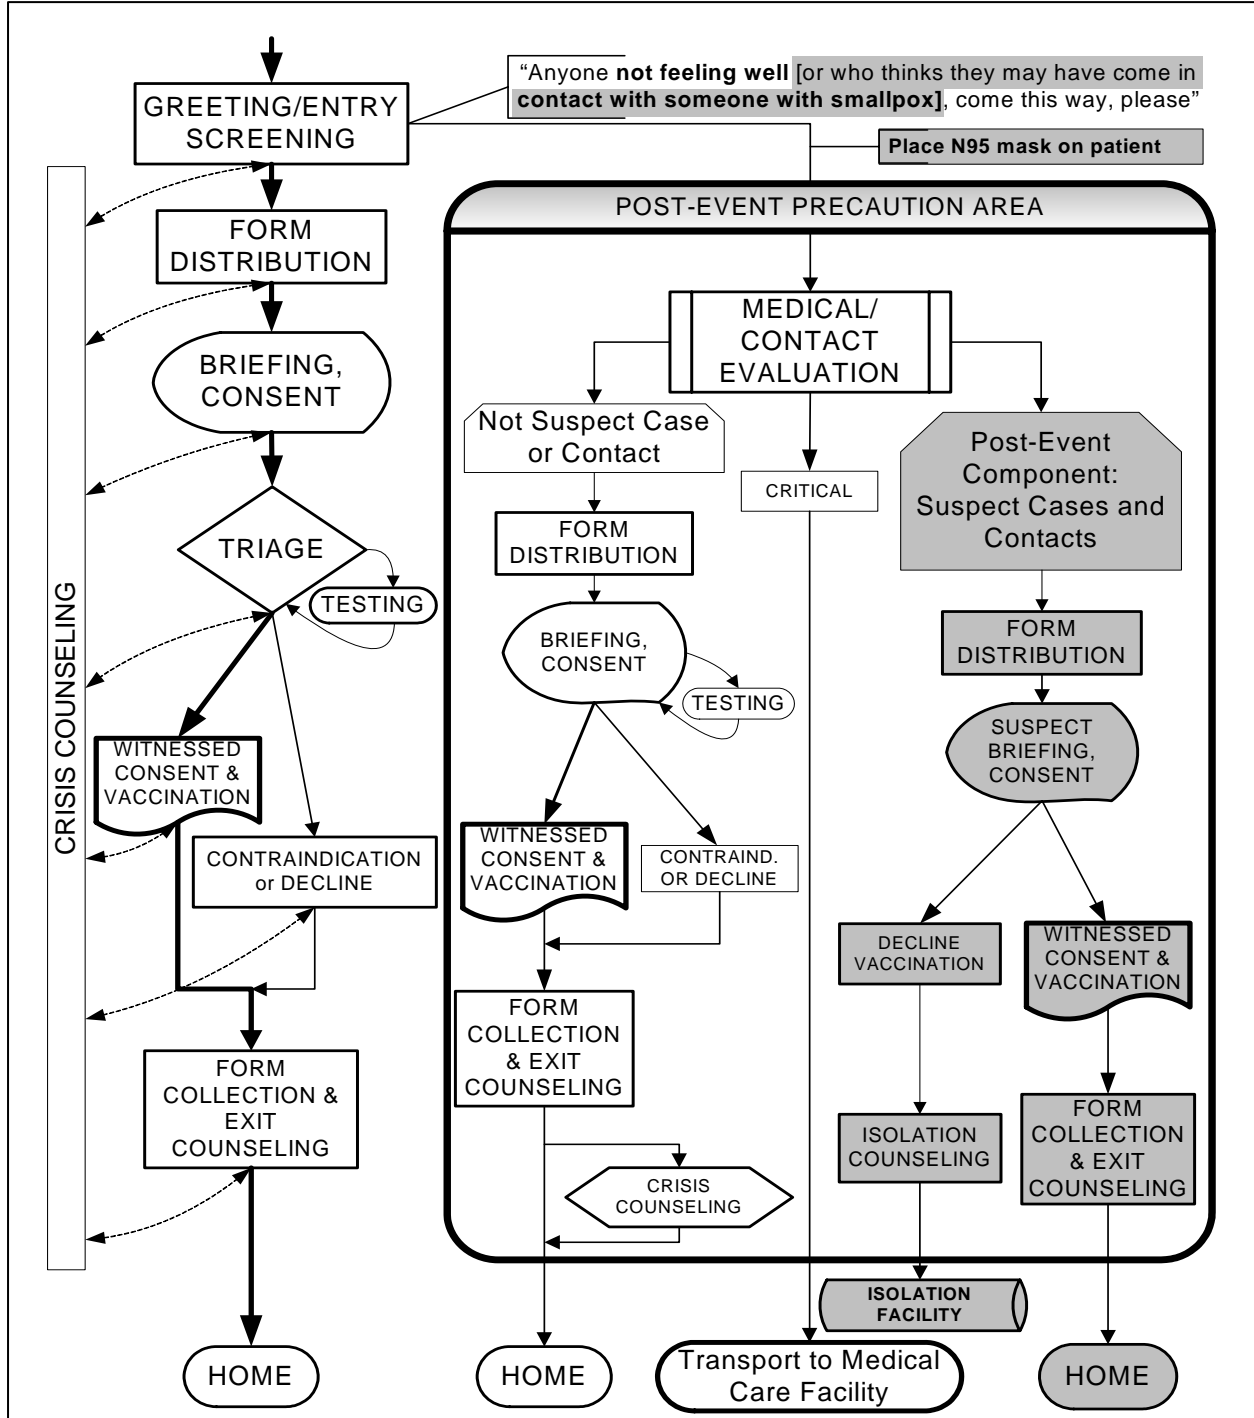 “Anyone not feeling well [or who thinks they may have come in
contact with someone with smallpox], come this way, please”
GREETING/ENTRY
SCREENING
Place N95 mask on patient
CRISIS COUNSELING
FORM
DISTRIBUTION
BRIEFING,
CONSENT
TRIAGE
TESTING
WITNESSED
CONSENT &
VACCINATION
CONTRAINDICATION
or DECLINE
FORM
COLLECTION &
EXIT
COUNSELING
HOME
POST-EVENT PRECAUTION AREA
MEDICAL/
CONTACT
EVALUATION
Not Suspect Case
or Contact
FORM
DISTRIBUTION
BRIEFING,
CONSENT
TESTING
WITNESSED
CONSENT &
VACCINATION
CONTRAIND.
OR DECLINE
FORM
COLLECTION
& EXIT
COUNSELING
CRISIS
COUNSELING
HOME
CRITICAL
Transport to Medical
Care Facility
Post-Event
Component:
Suspect Cases and
Contacts
FORM
DISTRIBUTION
SUSPECT
BRIEFING,
CONSENT
DECLINE
VACCINATION
ISOLATION
COUNSELING
ISOLATION
FACILITY
WITNESSED
CONSENT &
VACCINATION
FORM
COLLECTION
& EXIT
COUNSELING
HOME